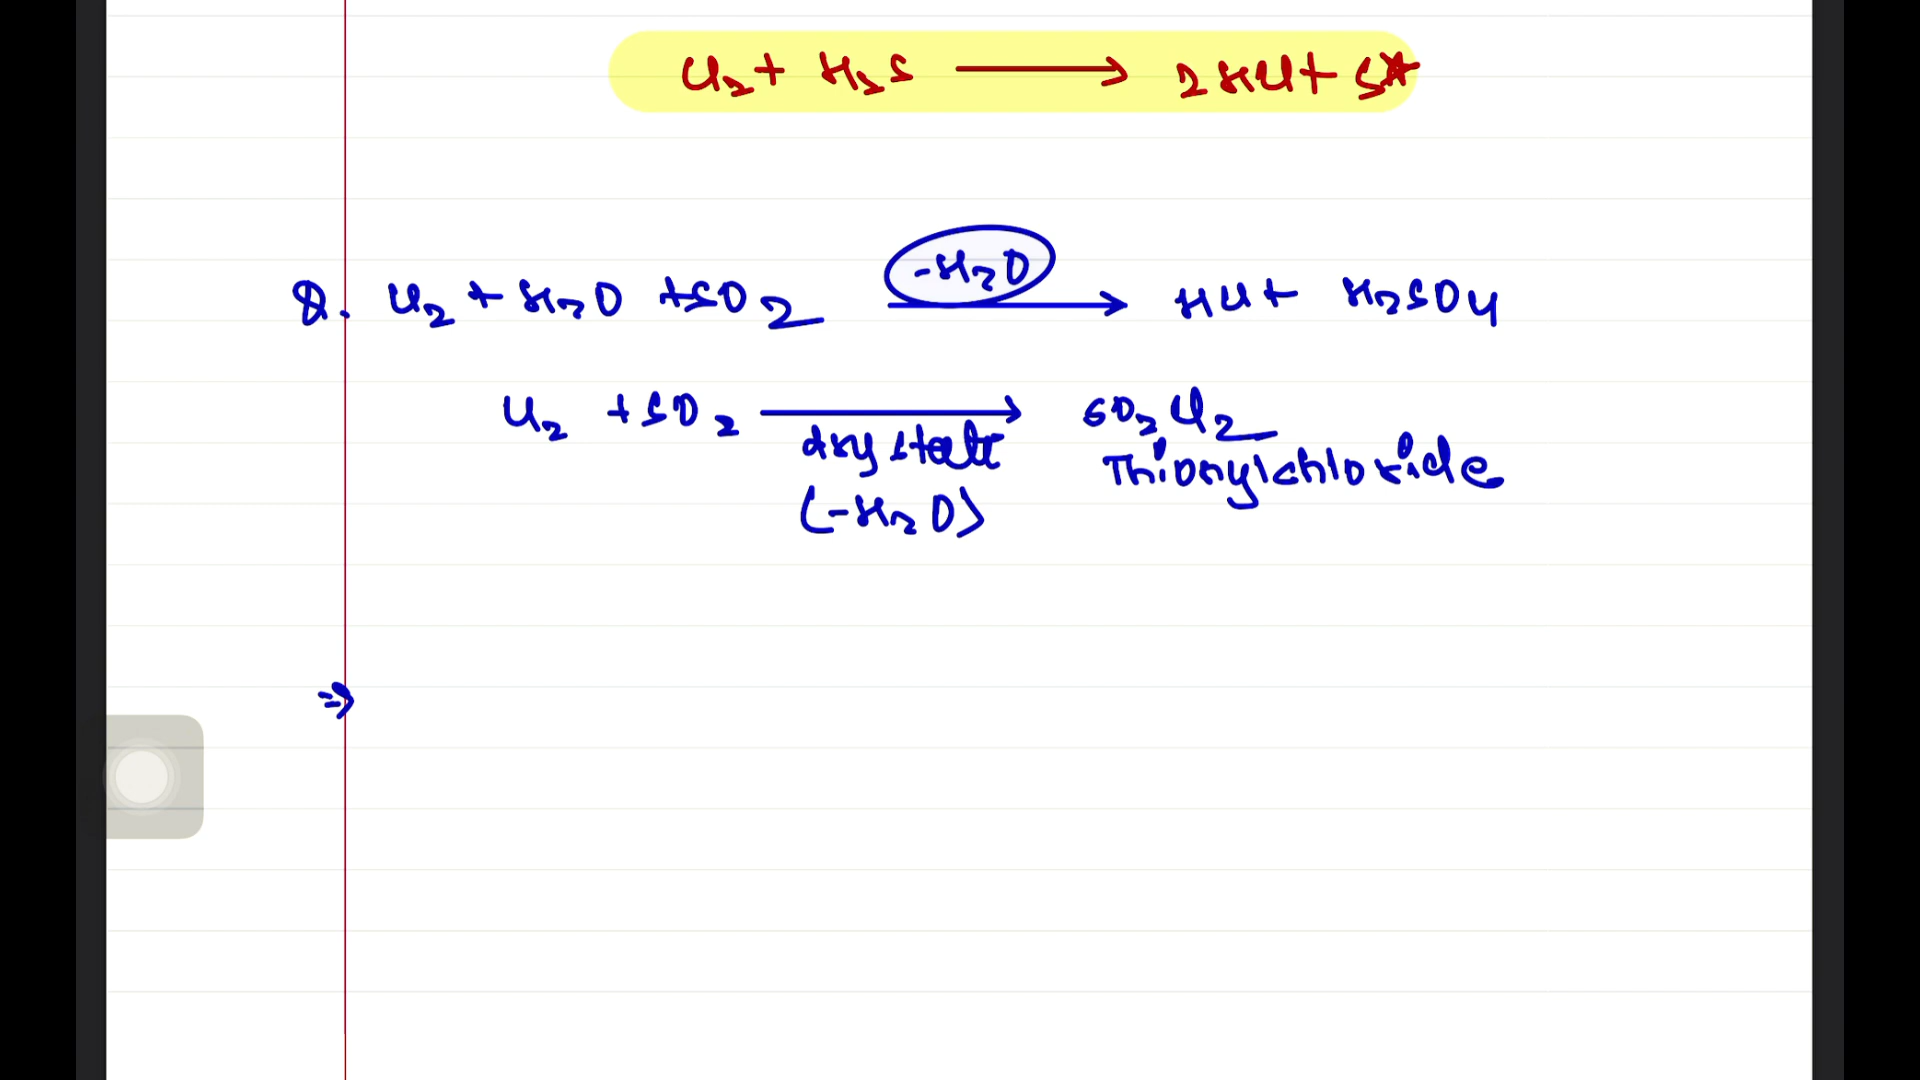 Cl₂ + H₂S ⟶ 2HCl + S*
Q. Cl₂ + H₂O + SO₂ —(-H₂O)→ HCl + H₂SO₄
Cl₂ + SO₂ ⟶ SO₂Cl₂
dry state Thionylchloride
(-H₂O)
⇒